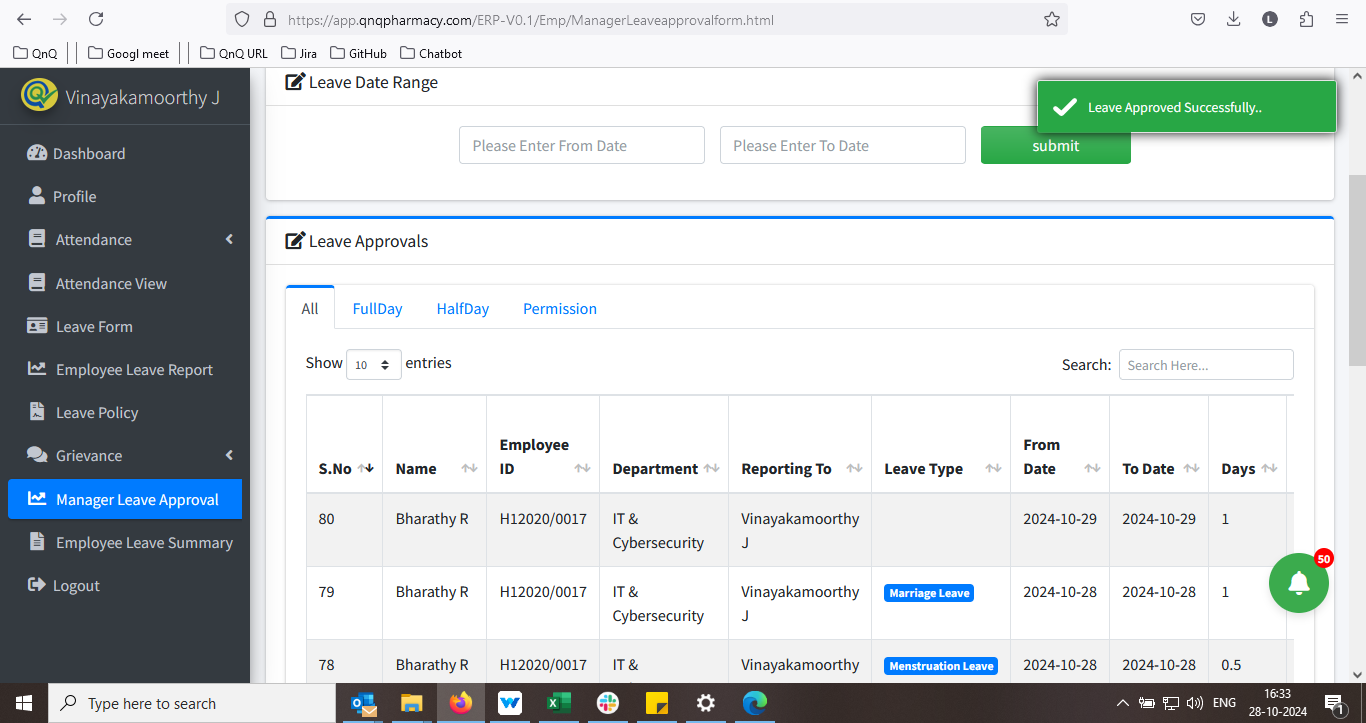 https://app.qnqpharmacy.com/ERP-V0.1/Emp/ManagerLeaveapprovalform.html
L
QnQ
Googl meet
QnQ URL
Jira
GitHub
Chatbot
Vinayakamoorthy J
Dashboard
Profile
Attendance
Attendance View
Leave Form
Employee Leave Report
Leave Policy
Grievance
Manager Leave Approval
Employee Leave Summary
Logout
Leave Date Range
Leave Approved Successfully..
Please Enter From Date
Please Enter To Date
submit
Leave Approvals
All
FullDay
HalfDay
Permission
Show 10 entries
Search: Search Here...
S.No
Name
Employee
ID
Department
Reporting To
Leave Type
From
Date
To Date
Days
80 Bharathy R H12020/0017 IT & Vinayakamoorthy 2024-10-29 2024-10-29 1
Cybersecurity J
79 Bharathy R H12020/0017 IT & Vinayakamoorthy Marriage Leave 2024-10-28 2024-10-28 1
Cybersecurity J
78 Bharathy R H12020/0017 IT & Vinayakamoorthy Menstruation Leave 2024-10-28 2024-10-28 0.5
50
Type here to search
ENG
16:33
28-10-2024
1